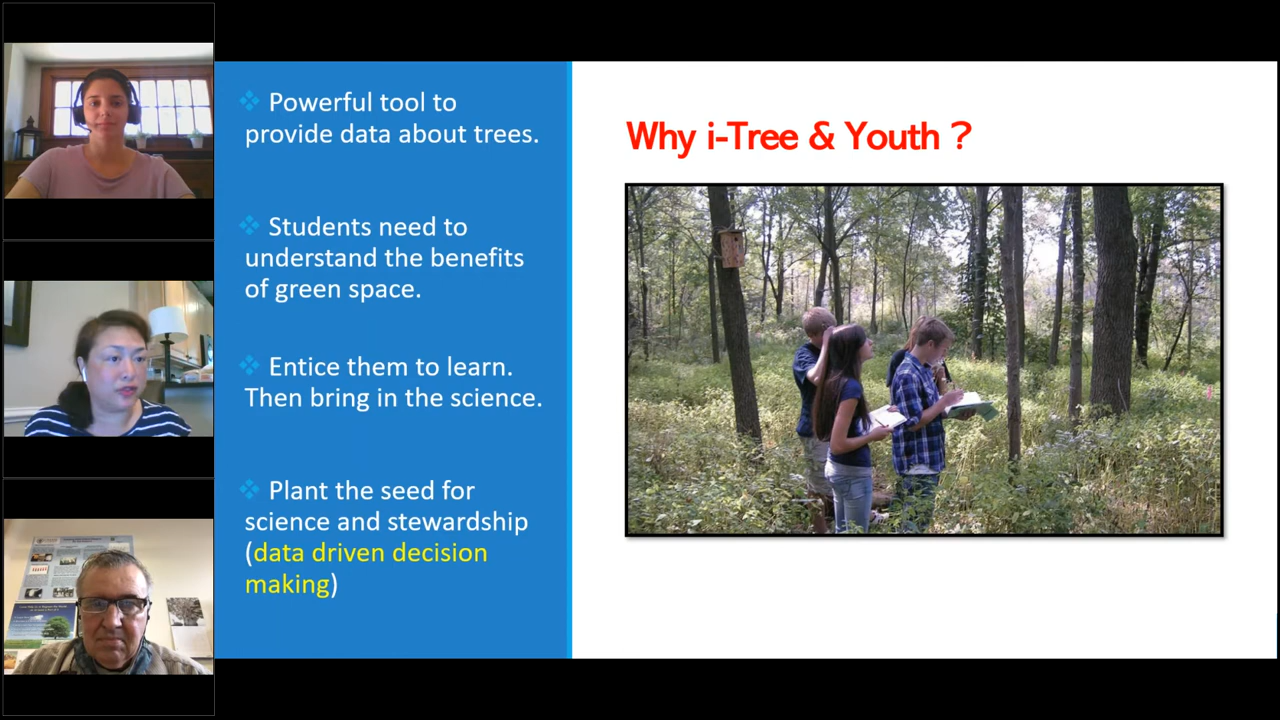 ❖ Powerful tool to
provide data about trees.
❖ Students need to
understand the benefits
of green space.
❖ Entice them to learn.
Then bring in the science.
❖ Plant the seed for
science and stewardship
(data driven decision
making)
Why i-Tree & Youth ?